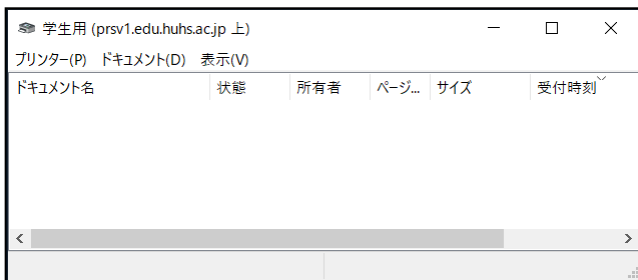 学生用 (prsv1.edu.huhs.ac.jp 上)
プリンター(P) ドキュメント(D) 表示(V)
ドキュメント名 状態 所有者 ページ... サイズ 受付時刻